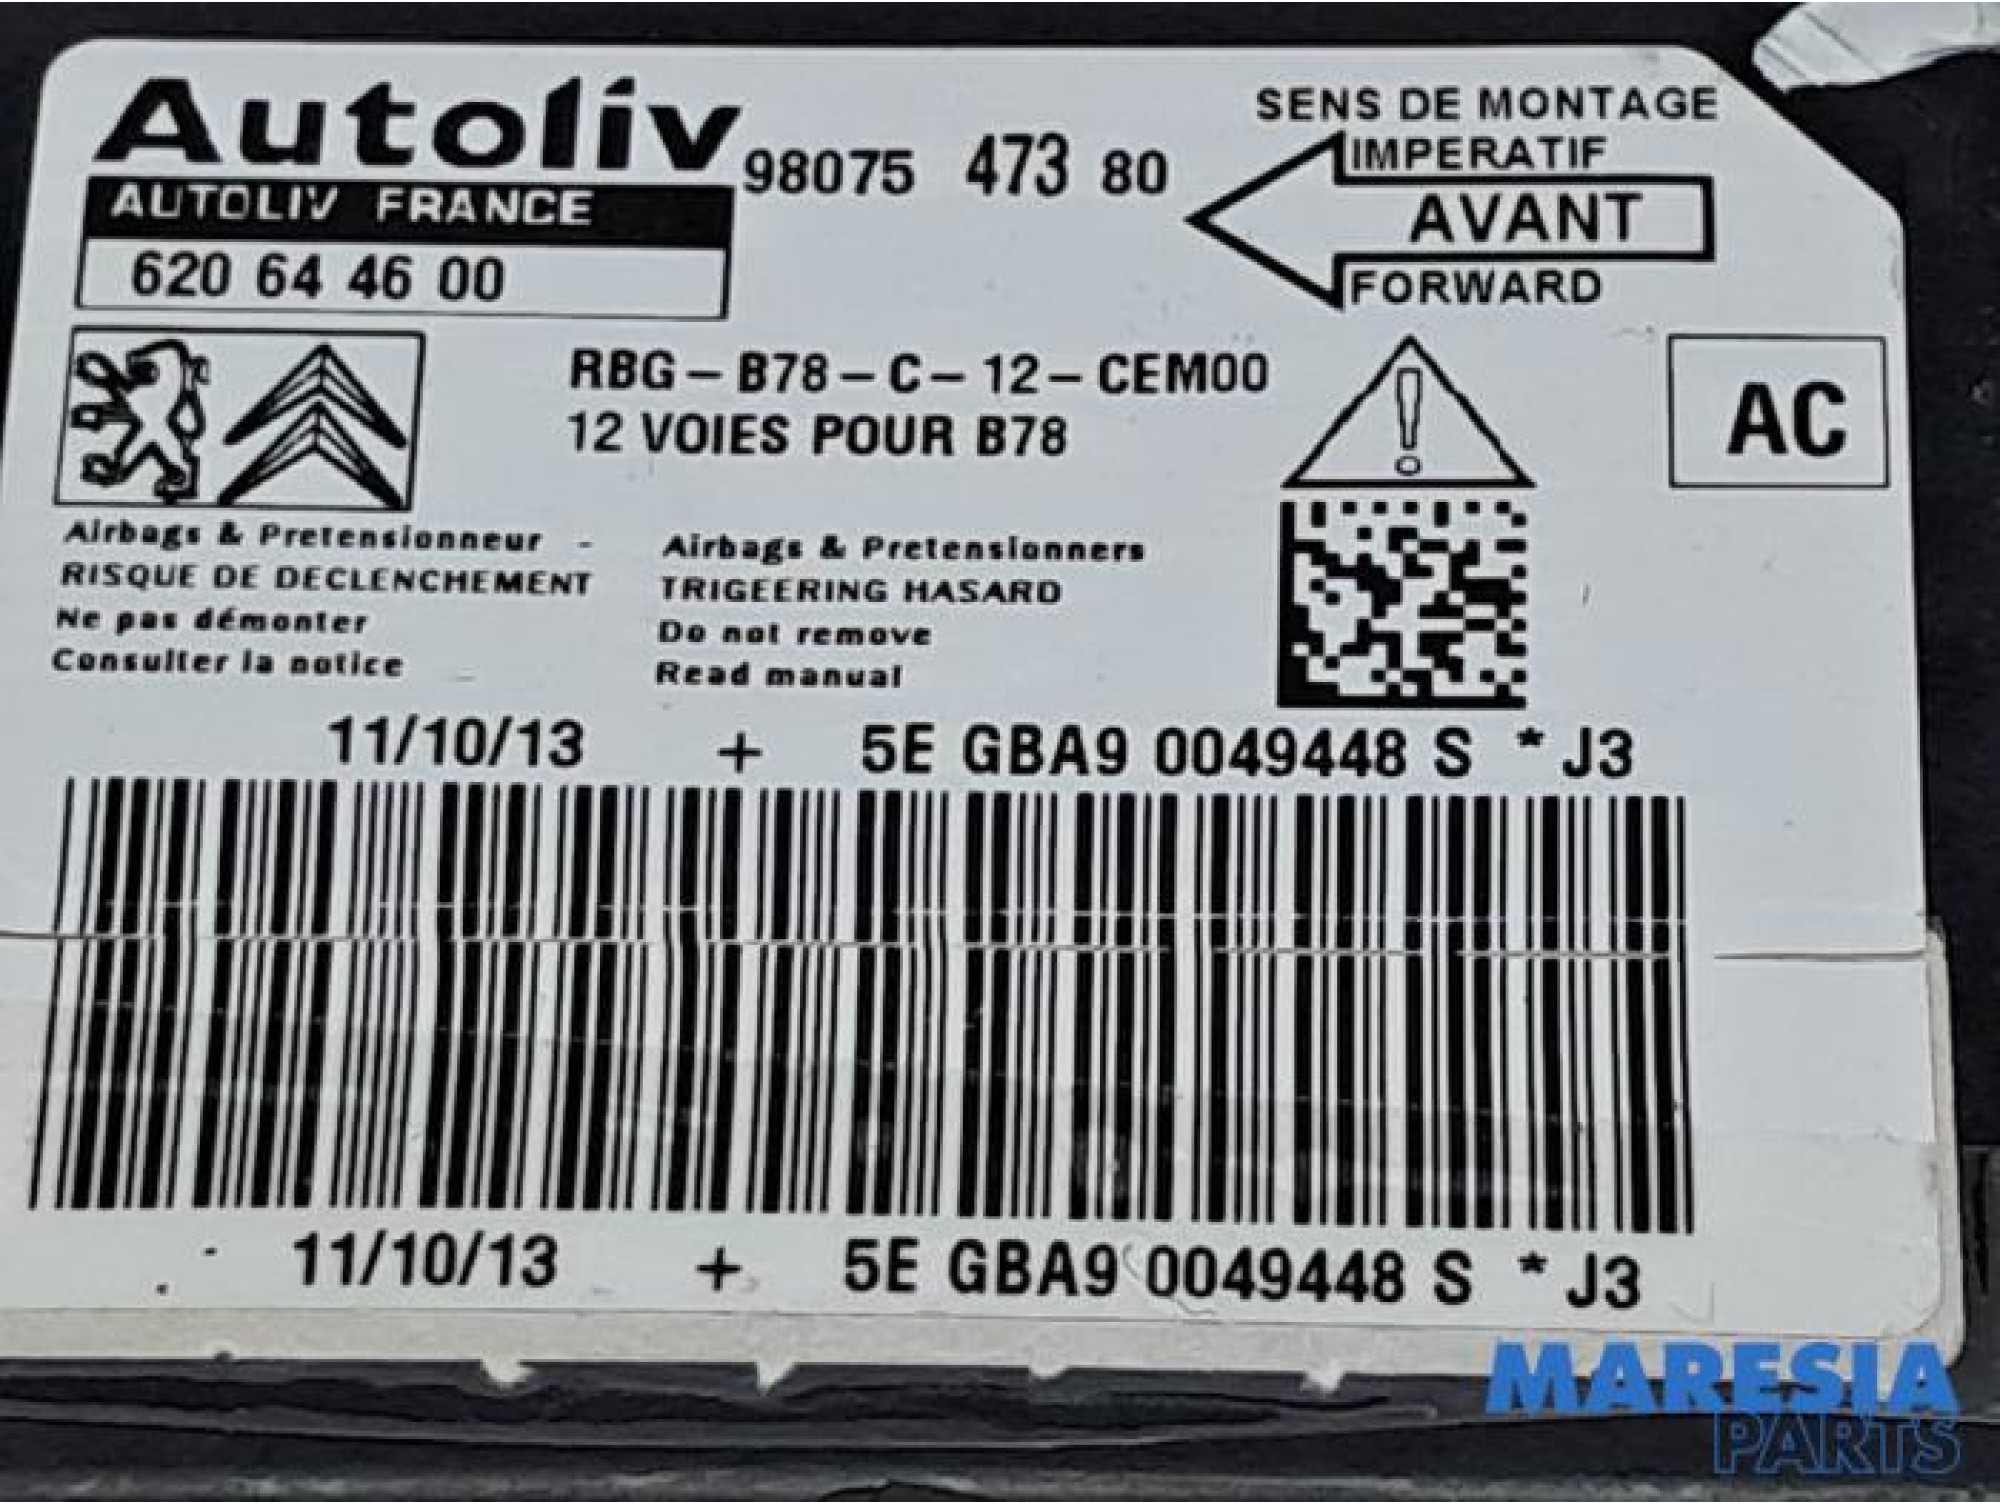 Autoliv
98075 473 80
AUTOLIV FRANCE
620 64 46 00
SENS DE MONTAGE
IMPERATIF
AVANT
FORWARD
RBG-B78-C-12-CEM00
12 VOIES POUR B78
AC
Airbags & Pretensionneur -
RISQUE DE DECLENCHEMENT
Ne pas démonter
Consulter la notice
Airbags & Pretensionners
TRIGEERING HASARD
Do not remove
Read manual
11/10/13 + 5E GBA9 0049448 S *J3
11/10/13 + 5E GBA9 0049448 S *J3
MARESIA
PARTS